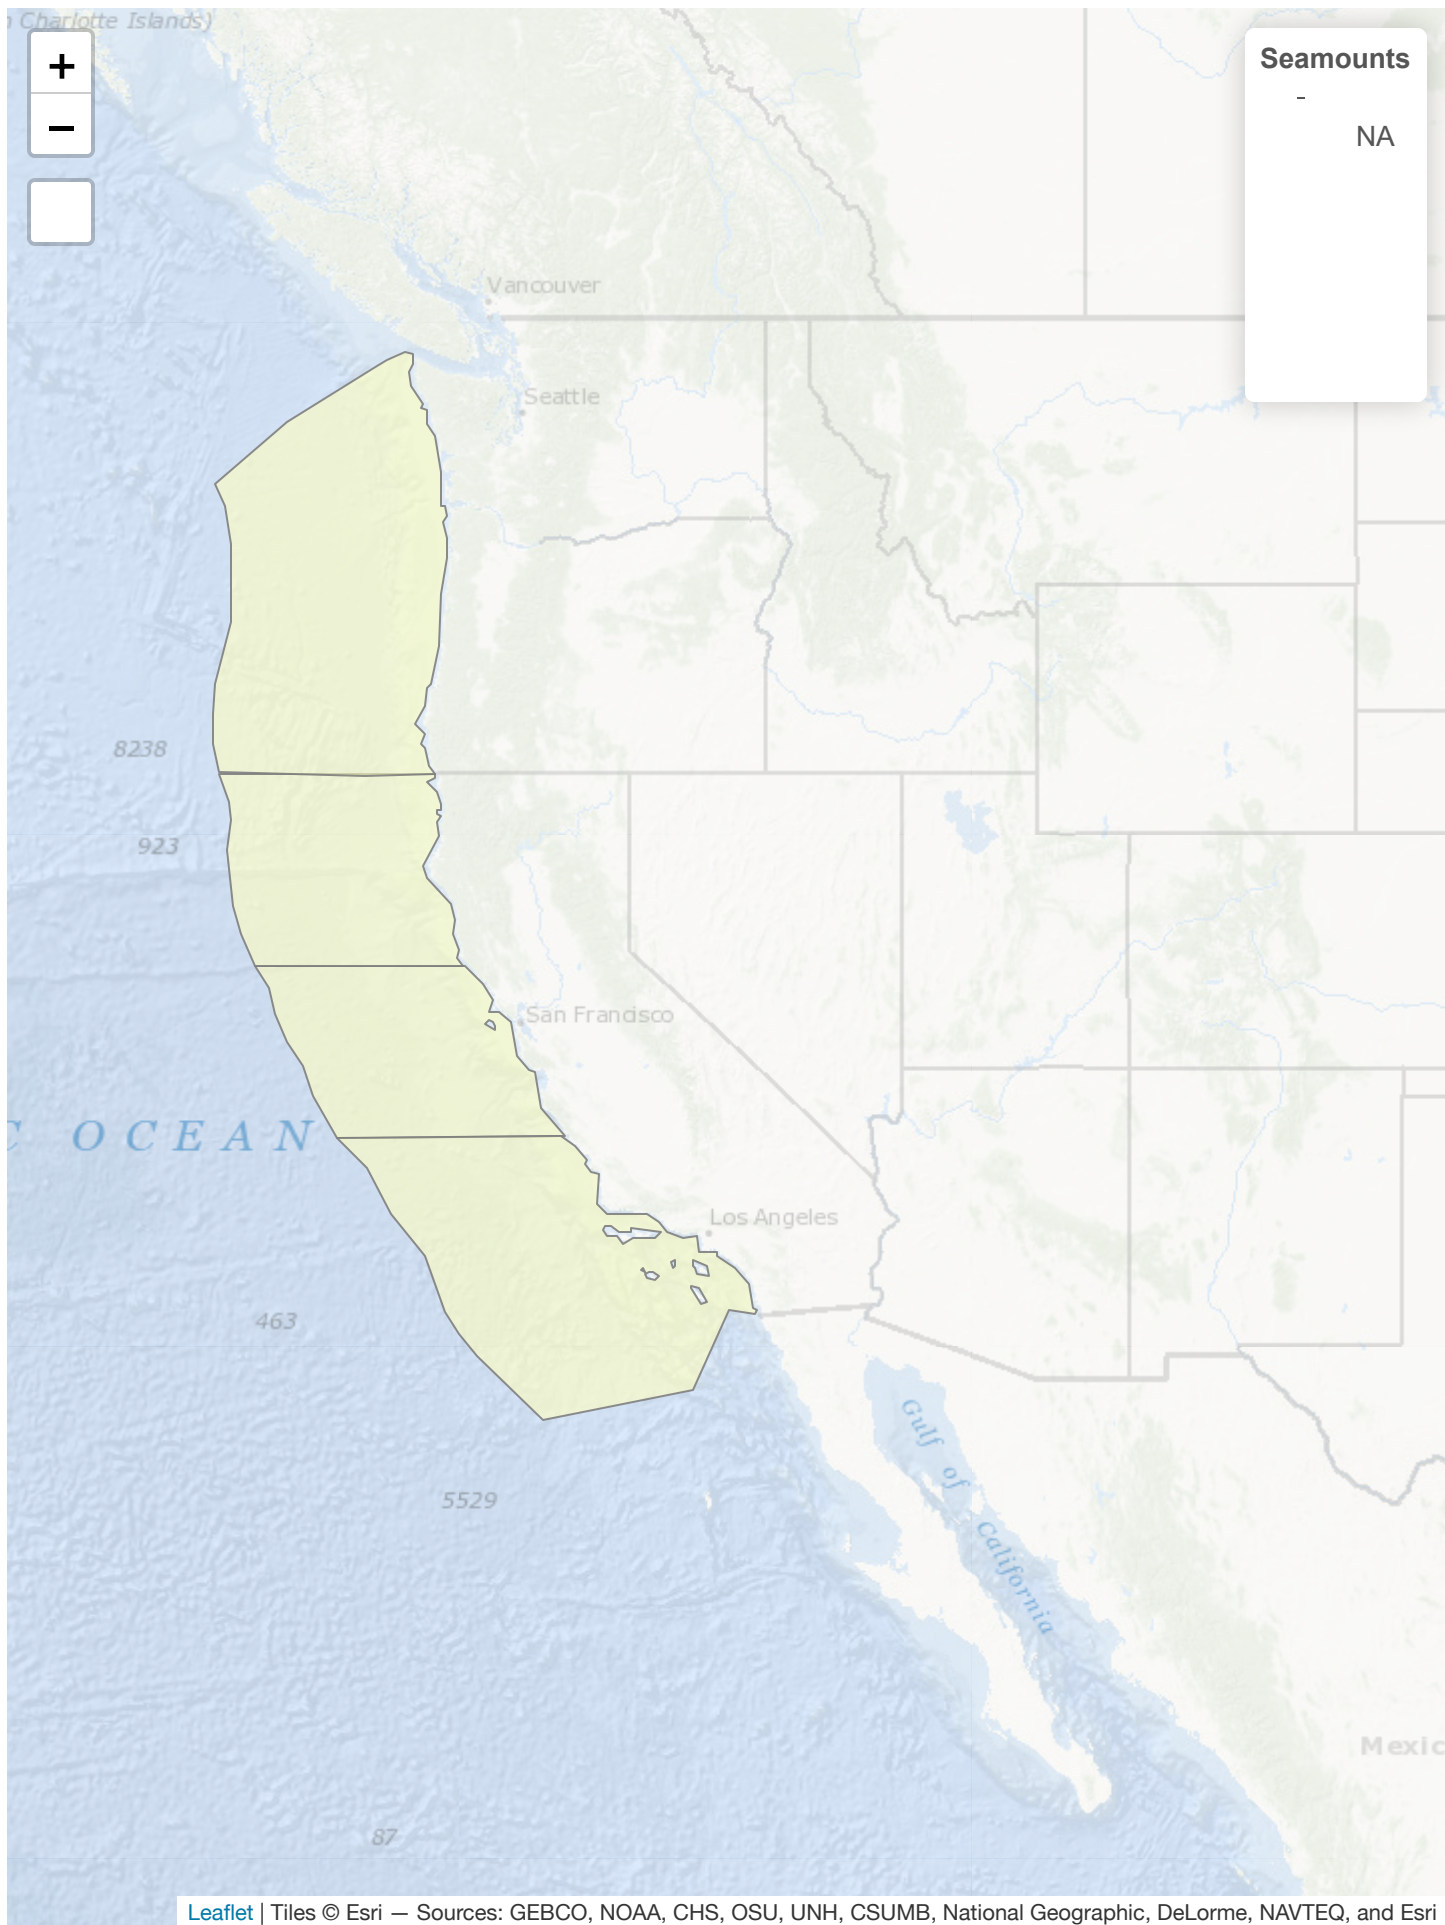 Charlotte Islands)
+
−
Seamounts
-
NA
Vancouver
Seattle
8238
923
San Francisco
OCEAN
Los Angeles
463
Gulf of California
5529
Mexic
87
Leaflet | Tiles © Esri — Sources: GEBCO, NOAA, CHS, OSU, UNH, CSUMB, National Geographic, DeLorme, NAVTEQ, and Esri